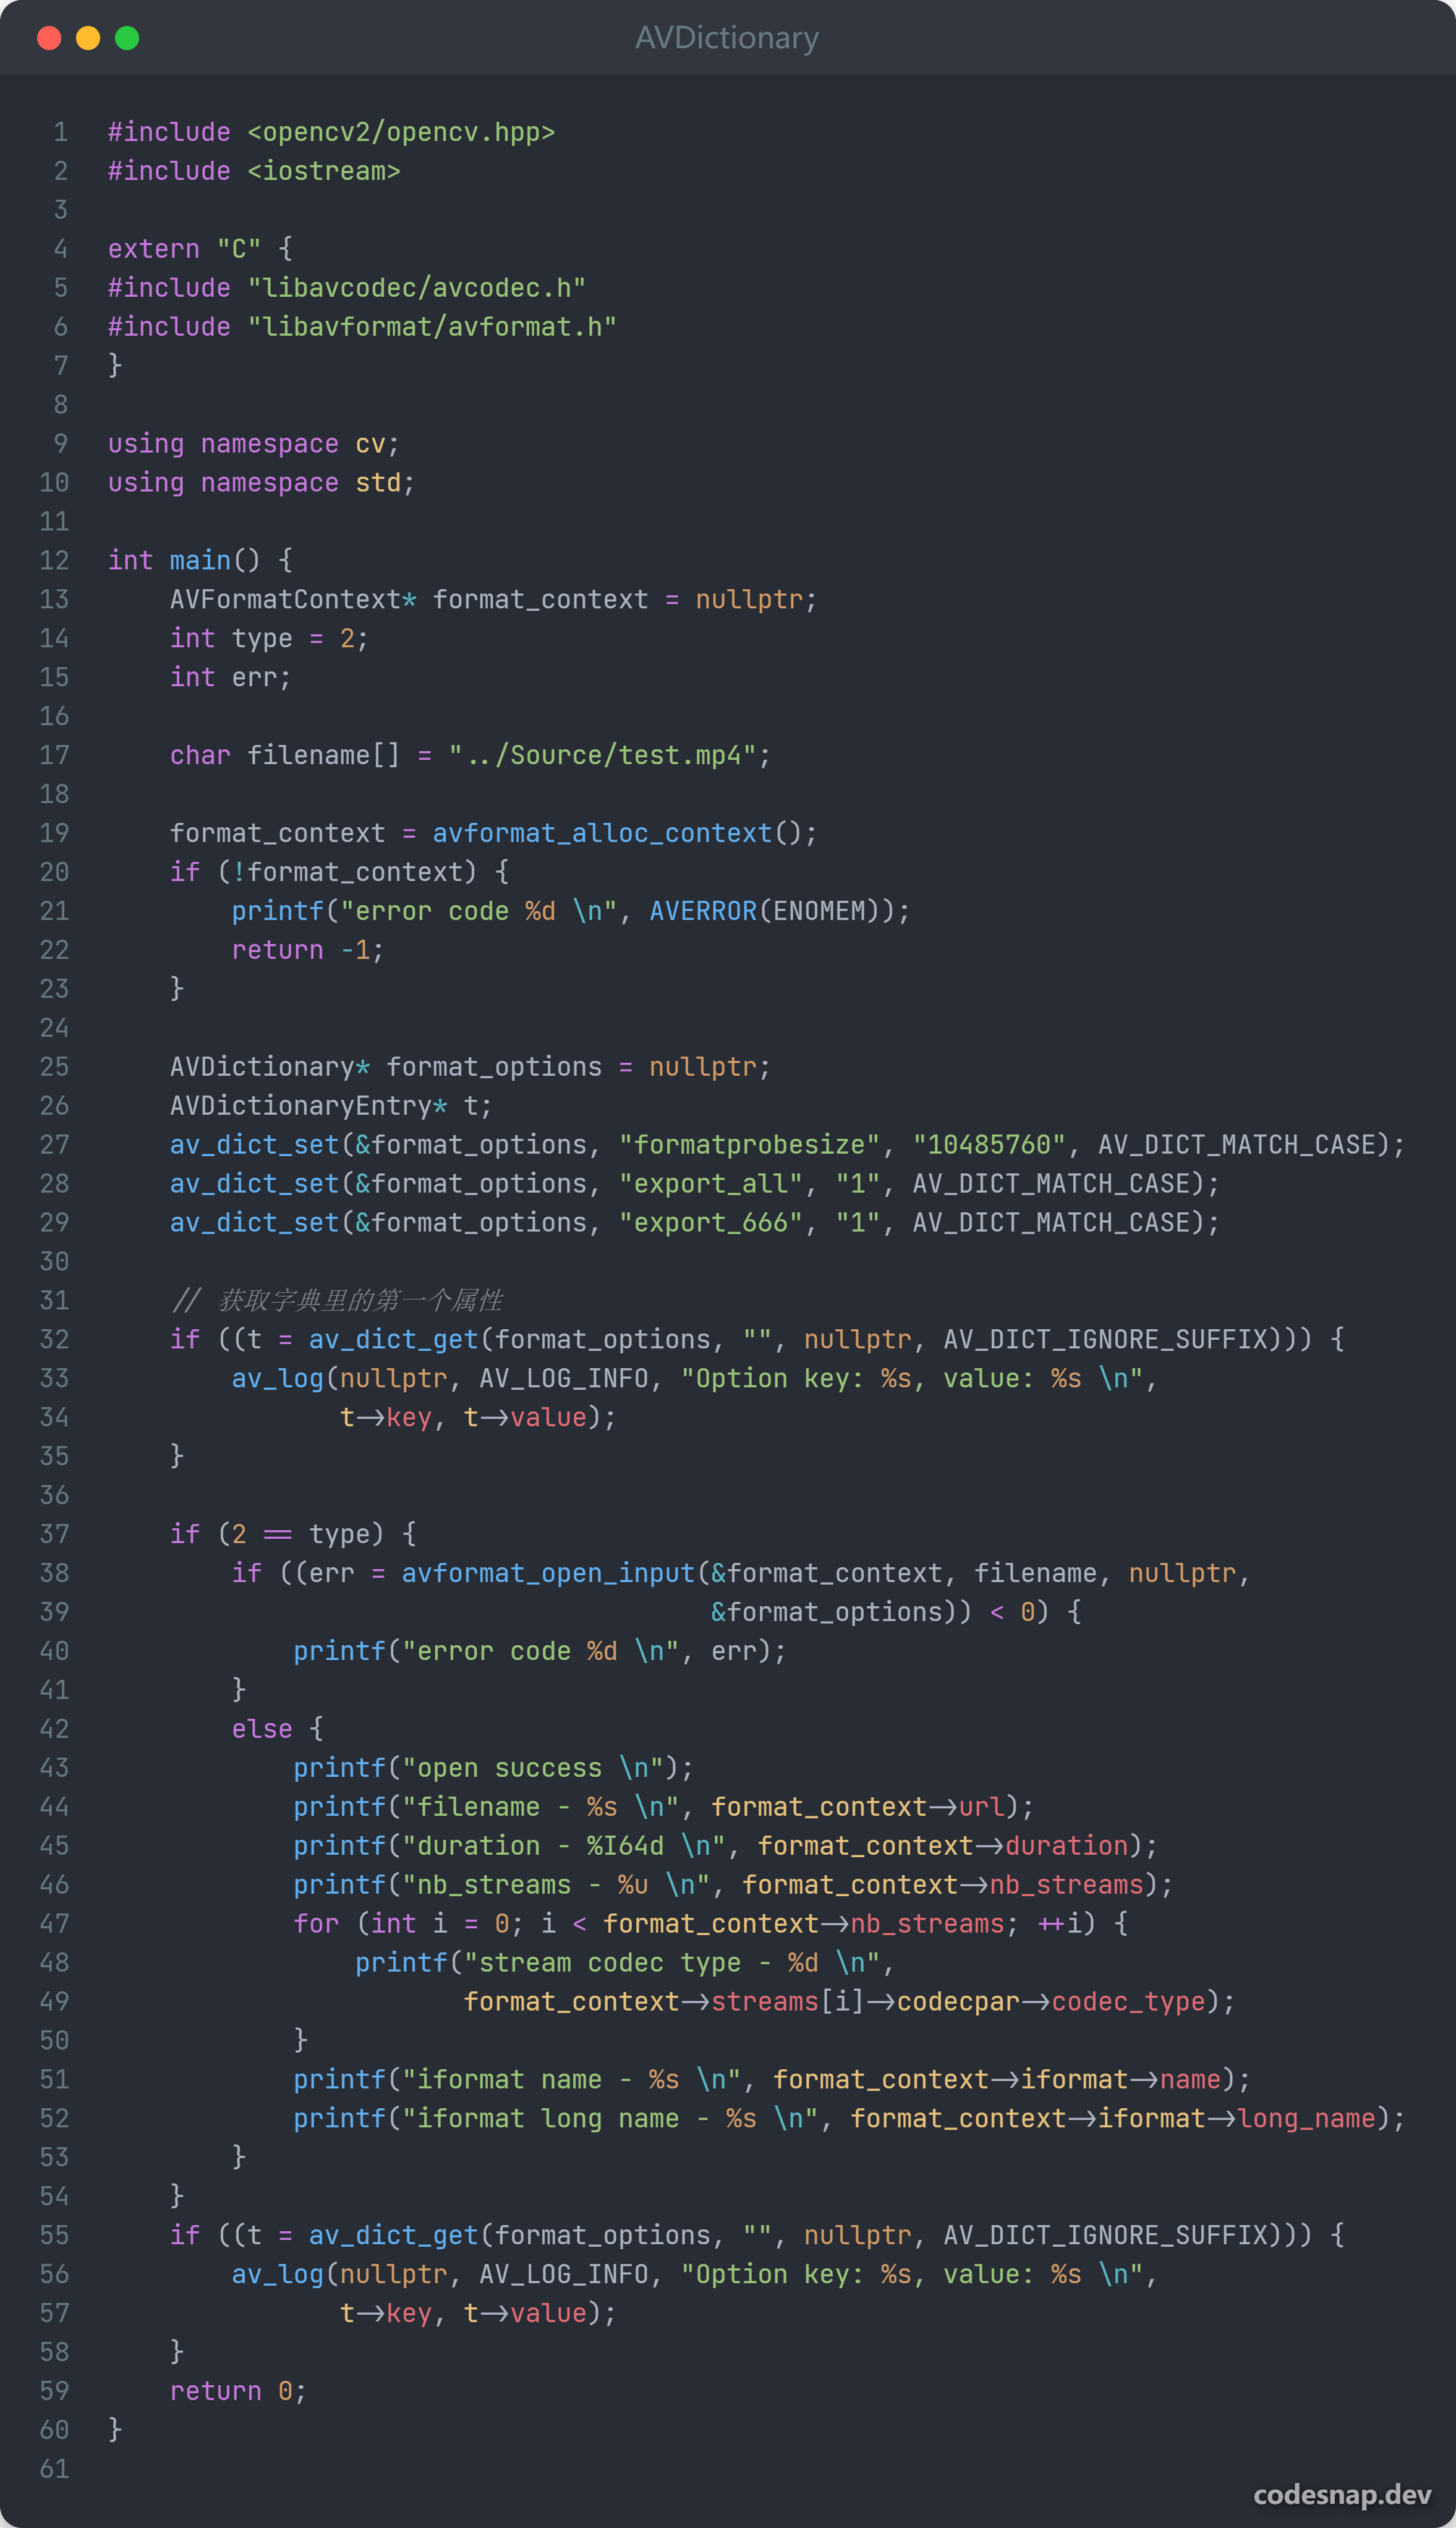 AVDictionary
1 #include <opencv2/opencv.hpp>
2 #include <iostream>
3
4 extern "C" {
5 #include "libavcodec/avcodec.h"
6 #include "libavformat/avformat.h"
7 }
8
9 using namespace cv;
10 using namespace std;
11
12 int main() {
13     AVFormatContext* format_context = nullptr;
14     int type = 2;
15     int err;
16
17     char filename[] = "../Source/test.mp4";
18
19     format_context = avformat_alloc_context();
20     if (!format_context) {
21         printf("error code %d \n", AVERROR(ENOMEM));
22         return -1;
23     }
24
25     AVDictionary* format_options = nullptr;
26     AVDictionaryEntry* t;
27     av_dict_set(&format_options, "formatprobesize", "10485760", AV_DICT_MATCH_CASE);
28     av_dict_set(&format_options, "export_all", "1", AV_DICT_MATCH_CASE);
29     av_dict_set(&format_options, "export_666", "1", AV_DICT_MATCH_CASE);
30
31     // 获取字典里的第一个属性
32     if ((t = av_dict_get(format_options, "", nullptr, AV_DICT_IGNORE_SUFFIX))) {
33         av_log(nullptr, AV_LOG_INFO, "Option key: %s, value: %s \n",
34                t->key, t->value);
35     }
36
37     if (2 == type) {
38         if ((err = avformat_open_input(&format_context, filename, nullptr,
39                                        &format_options)) < 0) {
40             printf("error code %d \n", err);
41         }
42         else {
43             printf("open success \n");
44             printf("filename - %s \n", format_context->url);
45             printf("duration - %I64d \n", format_context->duration);
46             printf("nb_streams - %u \n", format_context->nb_streams);
47             for (int i = 0; i < format_context->nb_streams; ++i) {
48                 printf("stream codec type - %d \n",
49                        format_context->streams[i]->codecpar->codec_type);
50             }
51             printf("iformat name - %s \n", format_context->iformat->name);
52             printf("iformat long name - %s \n", format_context->iformat->long_name);
53         }
54     }
55     if ((t = av_dict_get(format_options, "", nullptr, AV_DICT_IGNORE_SUFFIX))) {
56         av_log(nullptr, AV_LOG_INFO, "Option key: %s, value: %s \n",
57                t->key, t->value);
58     }
59     return 0;
60 }
61
codesnap.dev